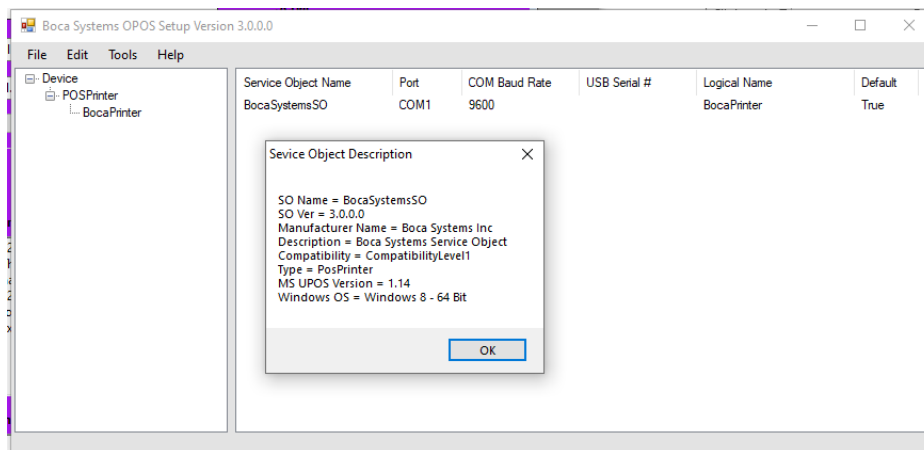 Boca Systems OPOS Setup Version 3.0.0.0
File Edit Tools Help
Device
POSPrinter
BocaPrinter
Service Object Name Port COM Baud Rate USB Serial # Logical Name Default
BocaSystemsSO COM1 9600 BocaPrinter True
Sevice Object Description
SO Name = BocaSystemsSO
SO Ver = 3.0.0.0
Manufacturer Name = Boca Systems Inc
Description = Boca Systems Service Object
Compatibility = CompatibilityLevel1
Type = PosPrinter
MS UPOS Version = 1.14
Windows OS = Windows 8 - 64 Bit
OK